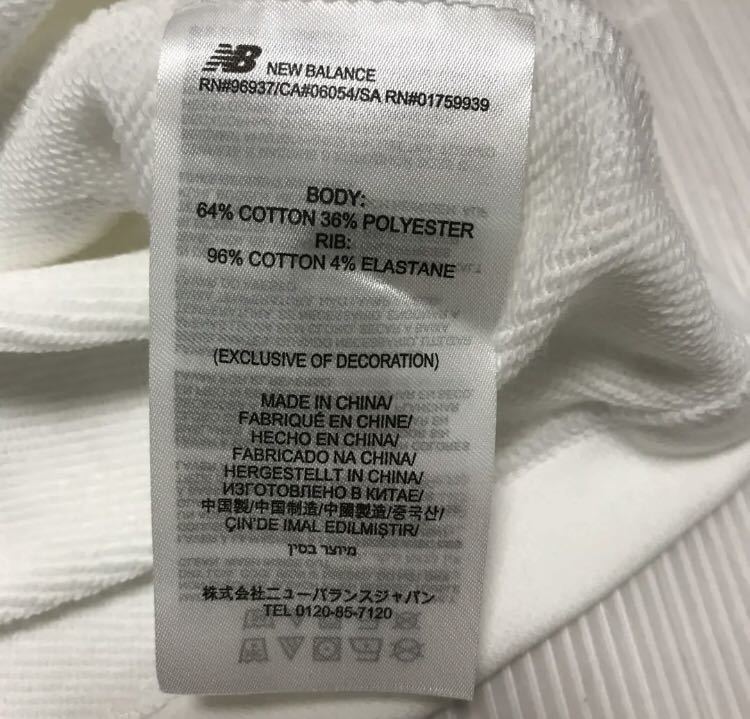 NB NEW BALANCE
RN#96937/CA#06054/SA RN#01759939
BODY:
64% COTTON 36% POLYESTER
RIB:
96% COTTON 4% ELASTANE
(EXCLUSIVE OF DECORATION)
MADE IN CHINA/
FABRIQUÉ EN CHINE/
HECHO EN CHINA/
FABRICADO NA CHINA/
HERGESTELLT IN CHINA/
ИЗГОТОВЛЕНО В КИТАЕ/
中国製/中国制造/中國製造/중국산/
ÇIN'DE IMAL EDILMIŞTIR/
מיוצר בסין
株式会社ニューバランスジャパン
TEL 0120-85-7120